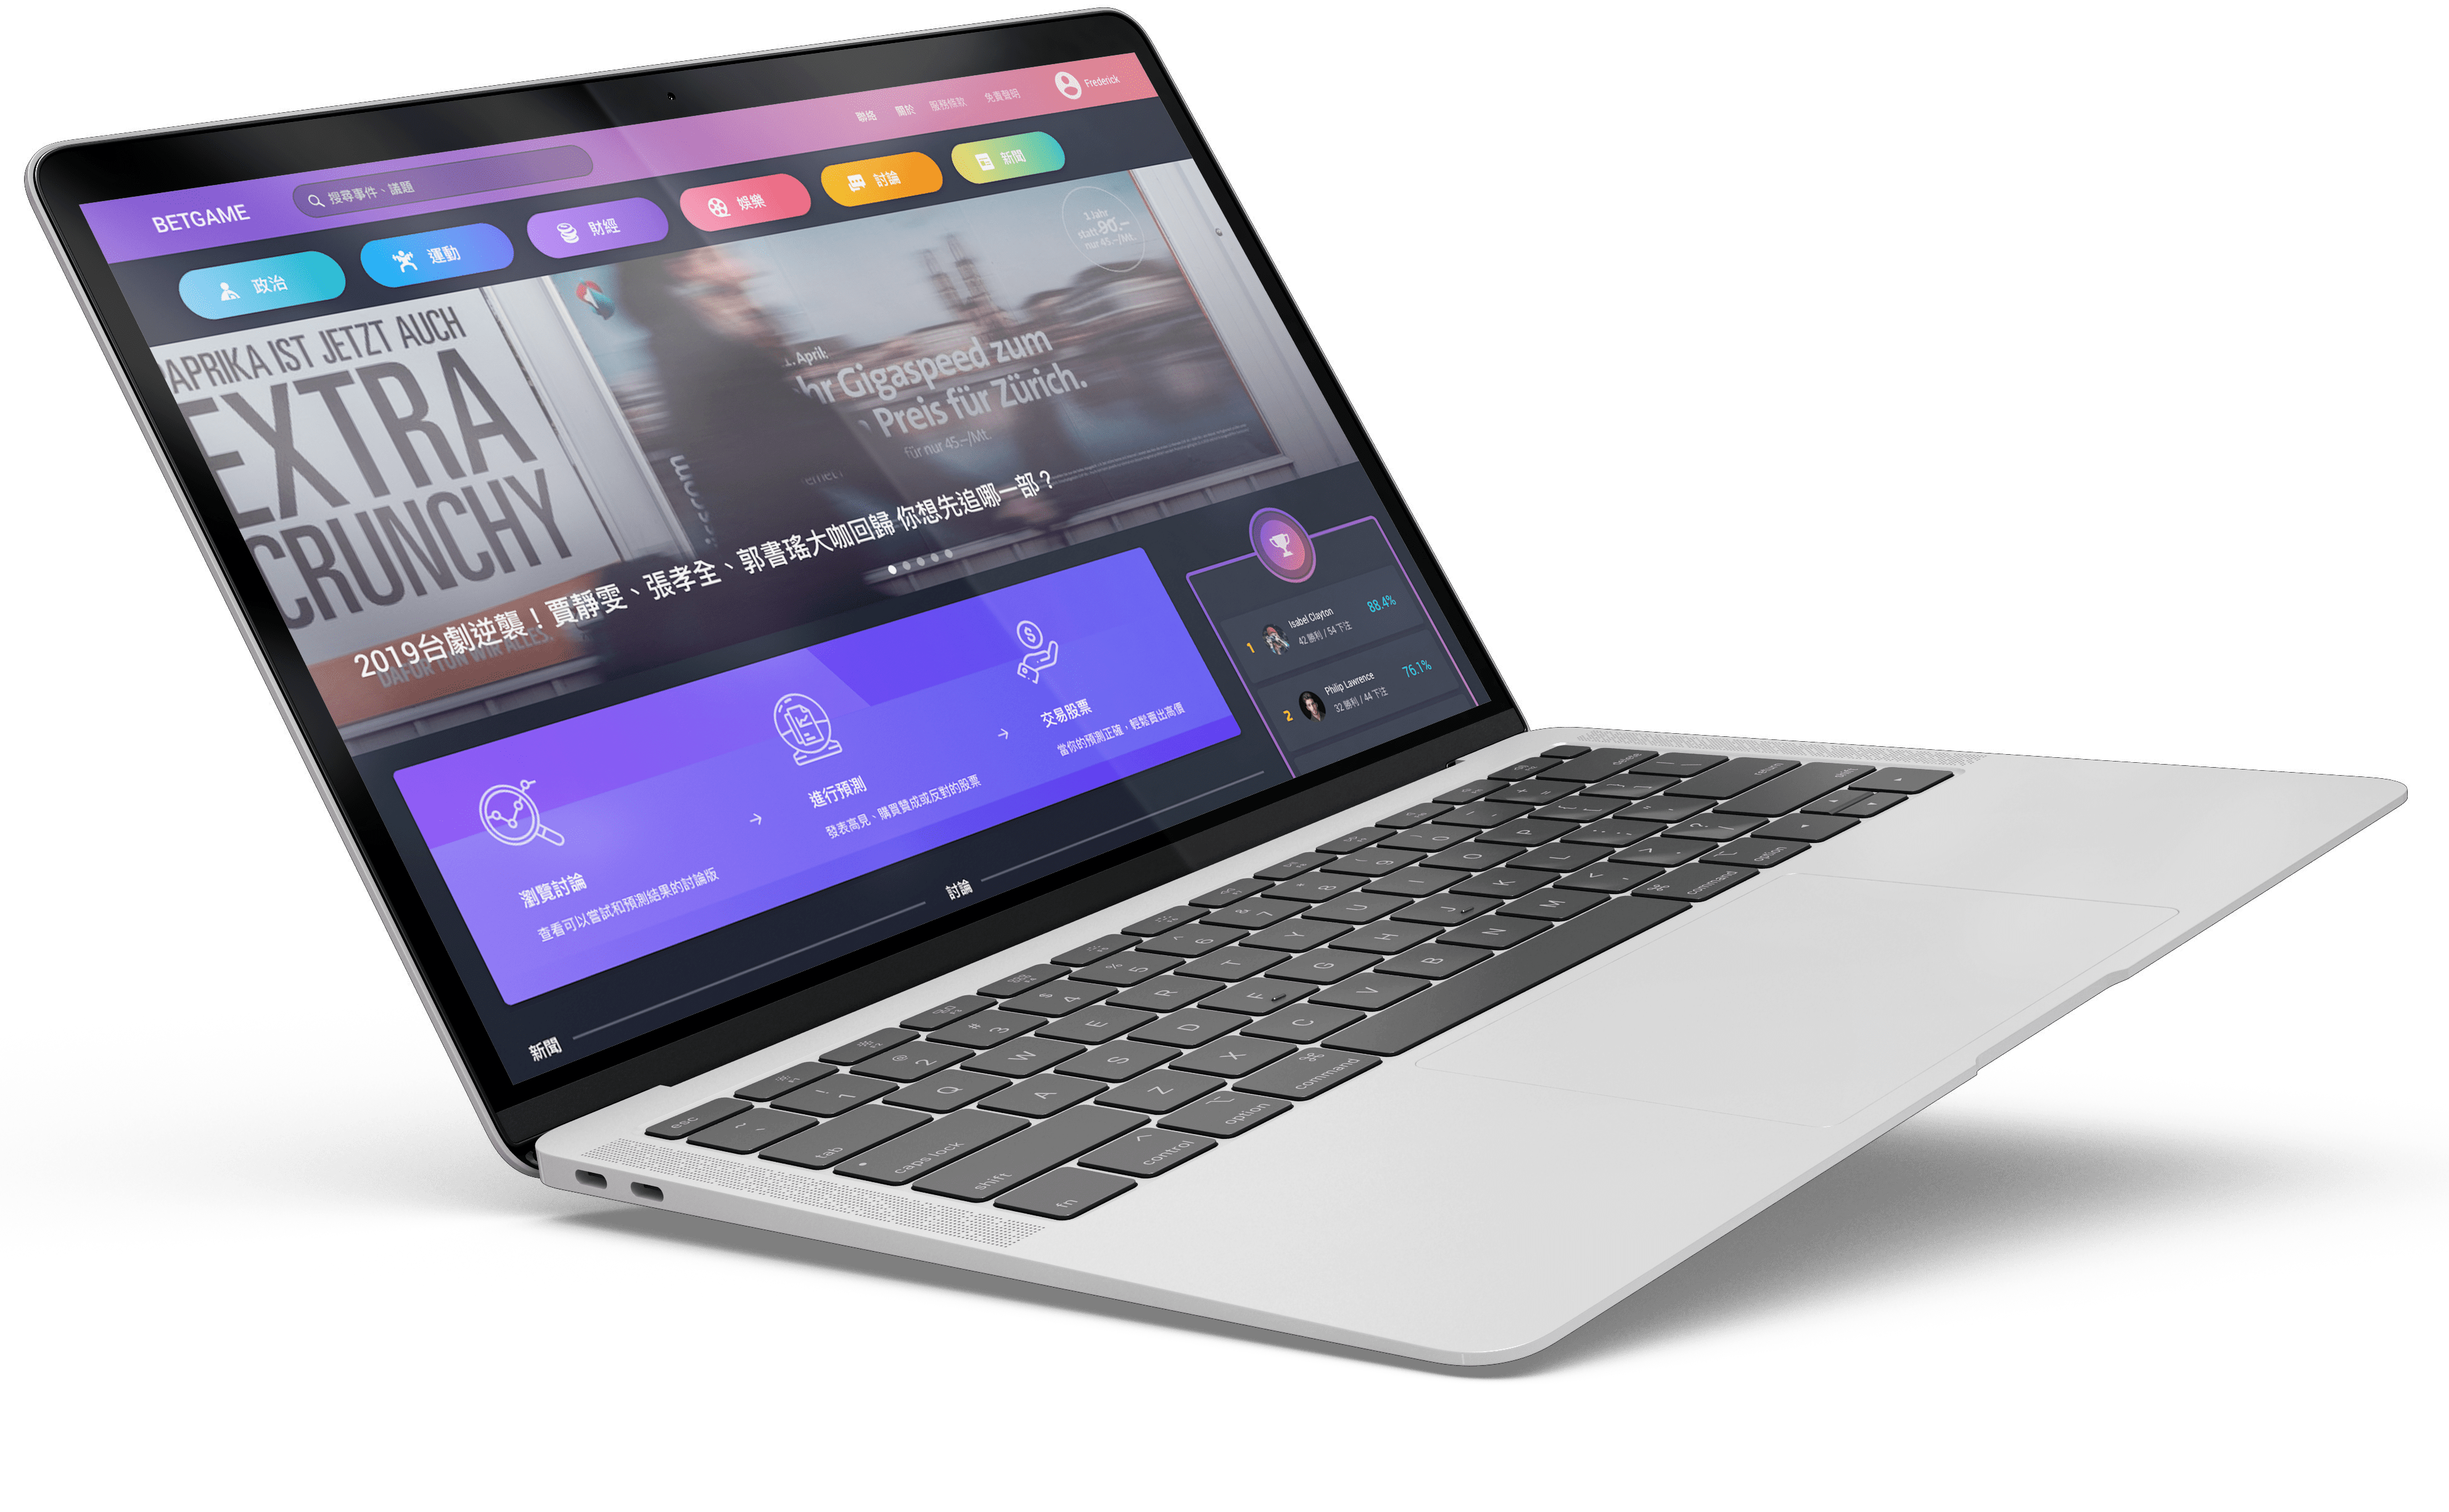 聯絡 關於 服務條款 免責聲明 Frederick
BETGAME 搜尋事件、議題
政治 運動 財經 娛樂 討論 新聞
PAPRIKA IST JETZT AUCH
EXTRA
CRUNCHY
DAFÜR TUN WIR ALLES.
1 Jahr
statt 90.–
nur 45.–/Mt.
1. April:
hr Gigaspeed zum
Preis für Zürich.
für nur 45.–/Mt.
2019台劇逆襲！賈靜雯、張孝全、郭書瑤大咖回歸 你想先追哪一部？
瀏覽討論
查看可以嘗試和預測結果的討論版
進行預測
發表高見、購買贊成或反對的股票
交易股票
當你的預測正確，輕鬆賣出高價
1 Isabel Clayton 88.4%
42 勝利 / 54 下注
2 Philip Lawrence 76.1%
32 勝利 / 44 下注
新聞
討論
esc
~ ` ! 1 @ 2 # 3 $ 4 % 5 ^ 6 & 7 * 8 ( 9 ) 0 - + = delete
tab Q W E R T Y U I O P { [ } ]
caps lock A S D F G H J K L : ; " ' return
shift Z X C V B N M < , > . ? / shift
fn control option command command option